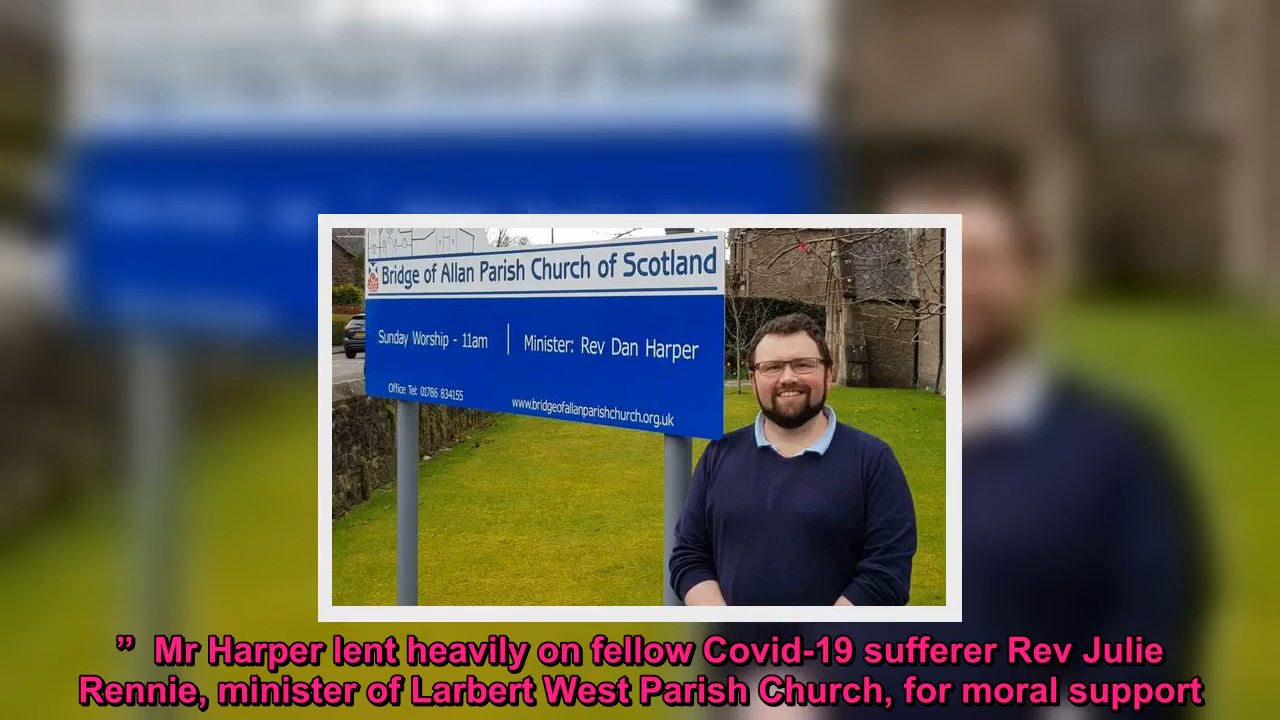 Bridge of Allan Parish Church of Scotland
Sunday Worship - 11am
Minister: Rev Dan Harper
Office Tel: 01786 834155
www.bridgeofallanparishchurch.org.uk
” Mr Harper lent heavily on fellow Covid-19 sufferer Rev Julie
Rennie, minister of Larbert West Parish Church, for moral support